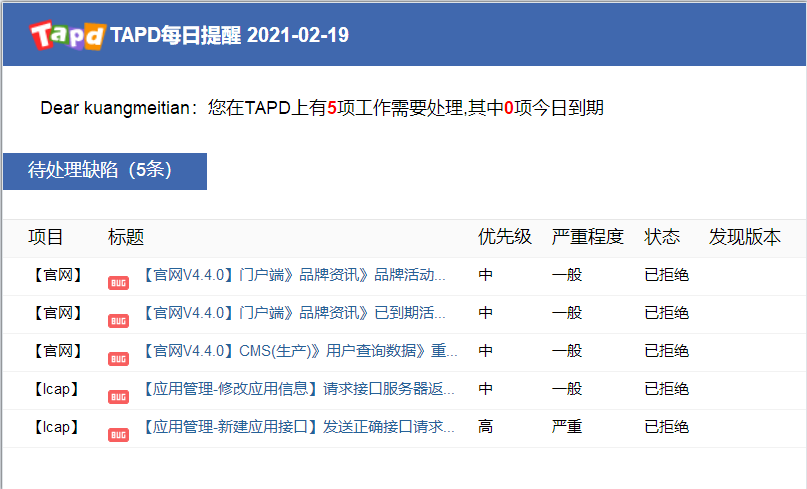 Tapd TAPD每日提醒 2021-02-19
Dear kuangmeitian：您在TAPD上有5项工作需要处理,其中0项今日到期
待处理缺陷（5条）
项目 标题 优先级 严重程度 状态 发现版本
【官网】 BUG 【官网V4.4.0】门户端》品牌资讯》品牌活动... 中 一般 已拒绝
【官网】 BUG 【官网V4.4.0】门户端》品牌资讯》已到期活... 中 一般 已拒绝
【官网】 BUG 【官网V4.4.0】CMS(生产)》用户查询数据》重... 中 一般 已拒绝
【lcap】 BUG 【应用管理-修改应用信息】请求接口服务器返... 中 一般 已拒绝
【lcap】 BUG 【应用管理-新建应用接口】发送正确接口请求... 高 严重 已拒绝